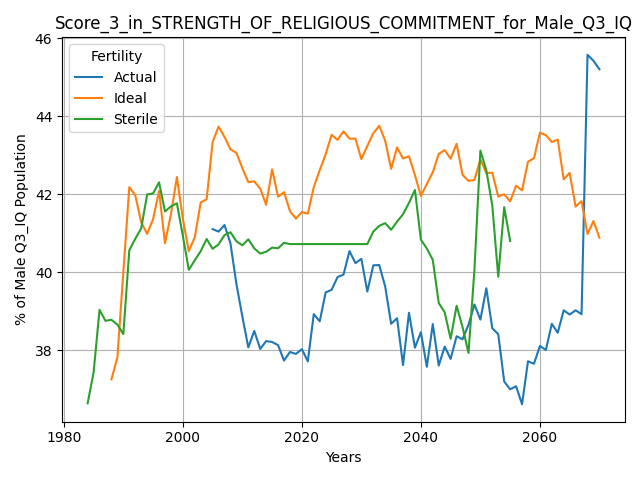 Score_3_in_STRENGTH_OF_RELIGIOUS_COMMITMENT_for_Male_Q3_IQ
46
44
42
40
38
% of Male Q3_IQ Population
Fertility
Actual
Ideal
Sterile
1980
2000
2020
2040
2060
Years